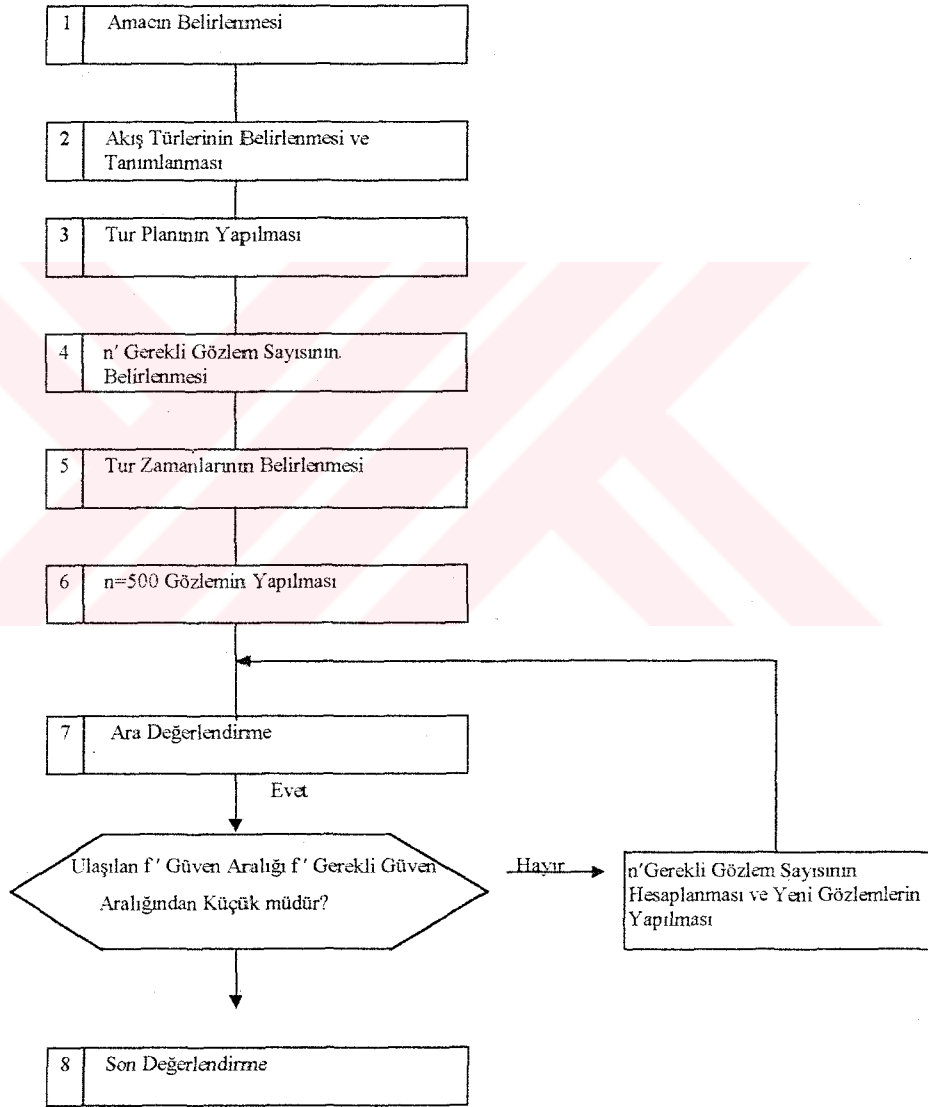 1 Amacın Belirlenmesi
2 Akış Türlerinin Belirlenmesi ve
Tanımlanması
3 Tur Planının Yapılması
4 n' Gerekli Gözlem Sayısının.
Belirlenmesi
5 Tur Zamanlarının Belirlenmesi
6 n=500 Gözlemin Yapılması
7 Ara Değerlendirme
Evet
Ulaşılan f' Güven Aralığı f' Gerekli Güven
Aralığından Küçük müdür?
Hayır
n'Gerekli Gözlem Sayısının
Hesaplanması ve Yeni Gözlemlerin
Yapılması
8 Son Değerlendirme